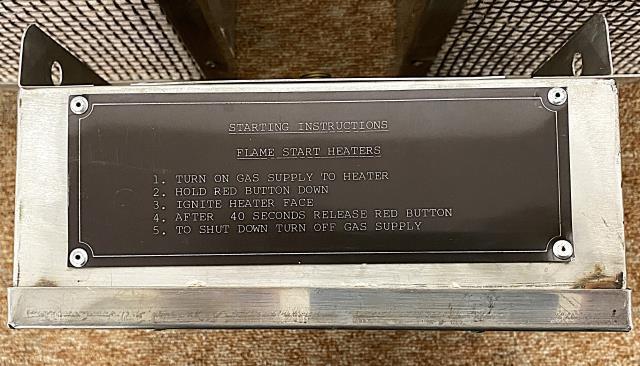 STARTING INSTRUCTIONS
FLAME START HEATERS
1. TURN ON GAS SUPPLY TO HEATER
2. HOLD RED BUTTON DOWN
3. IGNITE HEATER FACE
4. AFTER 40 SECONDS RELEASE RED BUTTON
5. TO SHUT DOWN TURN OFF GAS SUPPLY